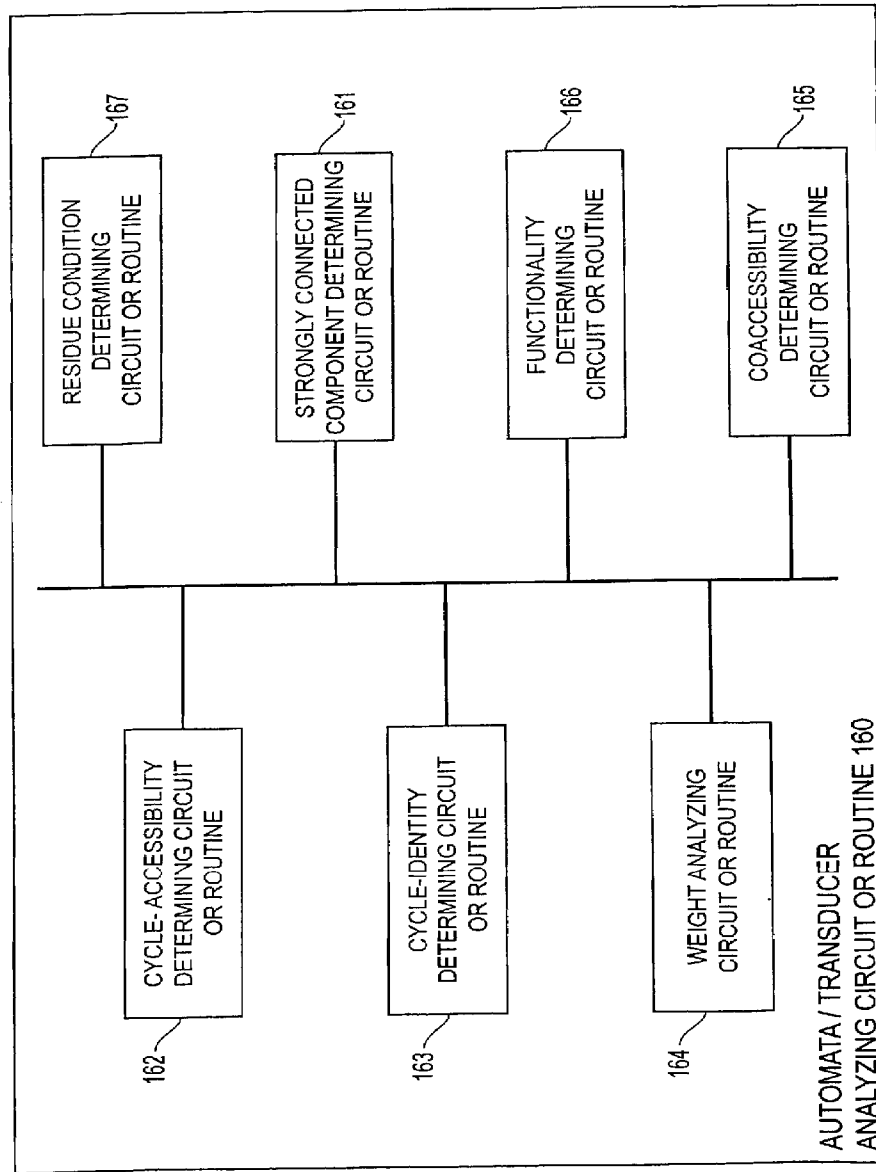 167
RESIDUE CONDITION
DETERMINING
CIRCUIT OR ROUTINE
161
STRONGLY CONNECTED
COMPONENT DETERMINING
CIRCUIT OR ROUTINE
166
FUNCTIONALITY
DETERMINING
CIRCUIT OR ROUTINE
165
COACCESSIBILITY
DETERMINING
CIRCUIT OR ROUTINE
162
CYCLE- ACCESSIBILITY
DETERMINING CIRCUIT
OR ROUTINE
163
CYCLE-IDENTITY
DETERMINING CIRCUIT
OR ROUTINE
164
WEIGHT ANALYZING
CIRCUIT OR ROUTINE
AUTOMATA / TRANSDUCER
ANALYZING CIRCUIT OR ROUTINE 160